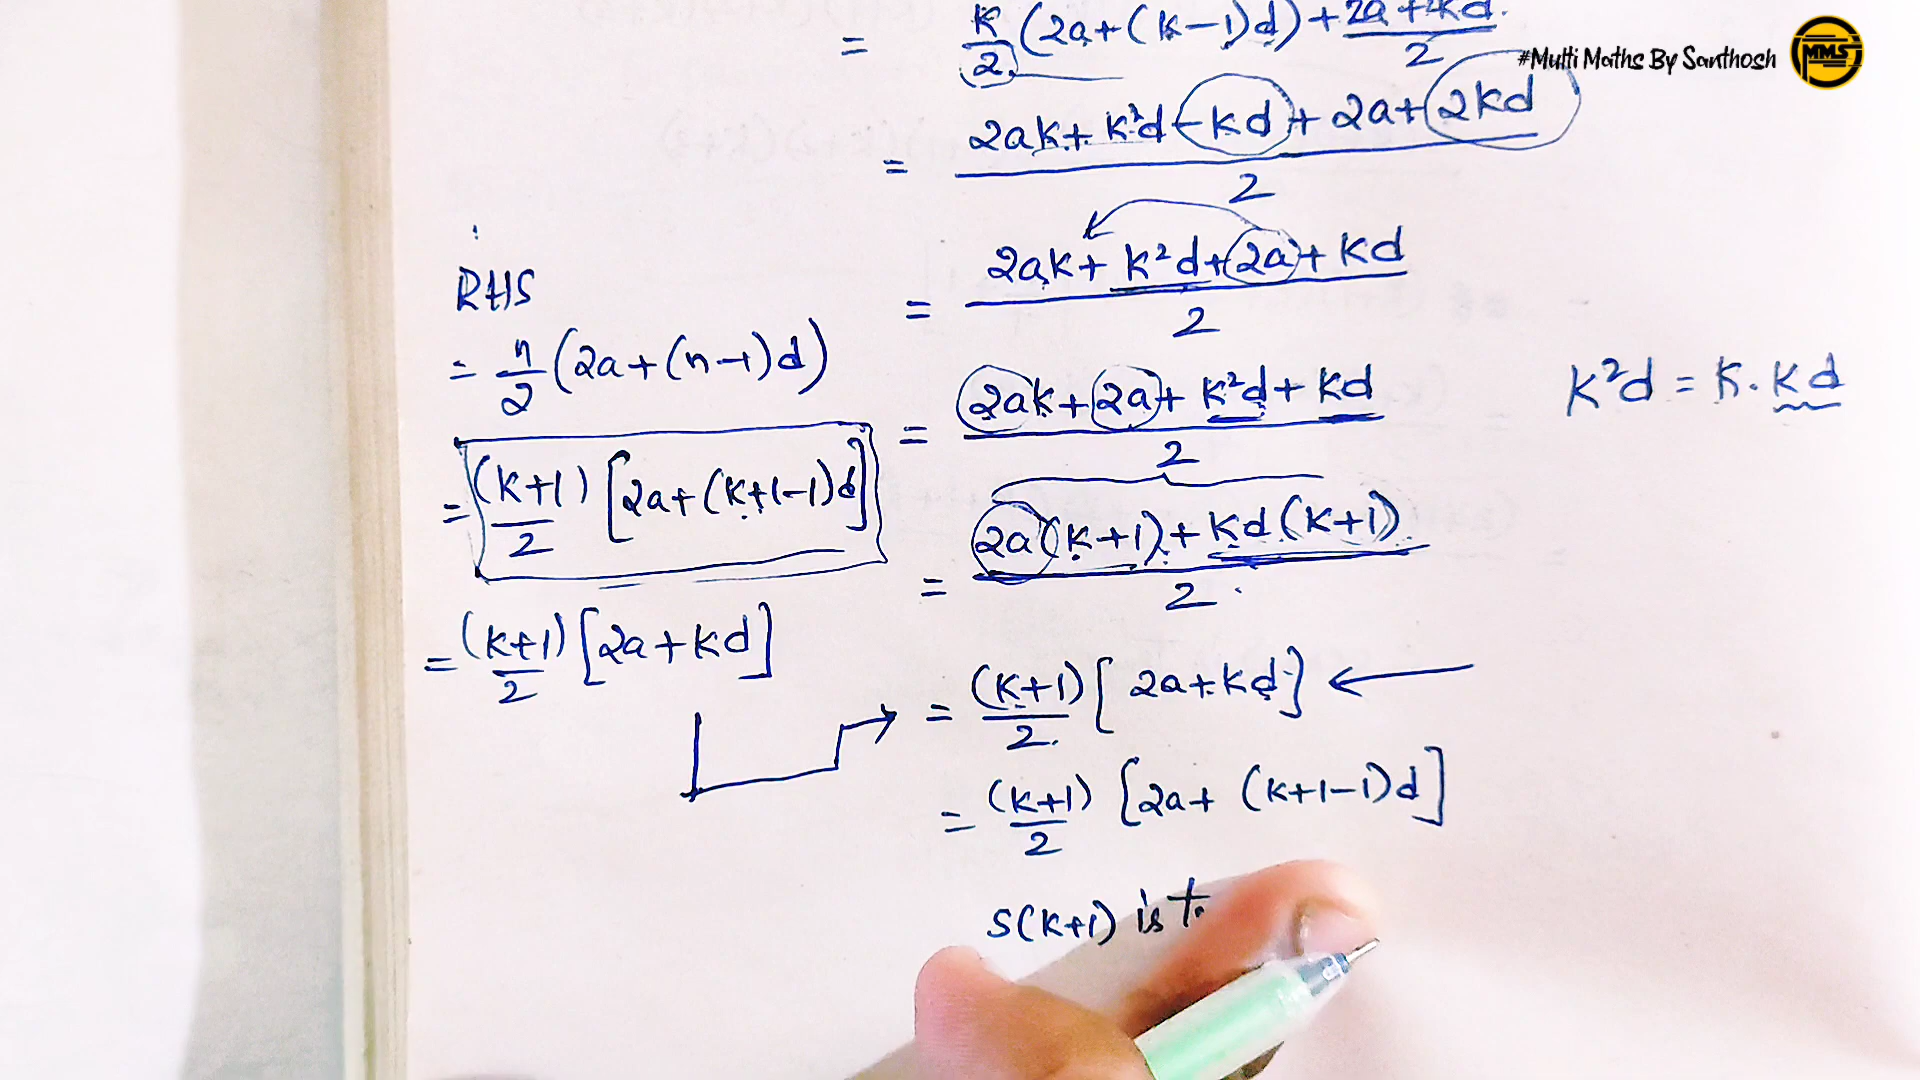 = k/2 (2a+(k-1)d) + 2a+2kd/2
#Multi Maths By Santhosh MMS
= 2ak+k²d-kd+2a+2kd/2
= 2ak+k²d+2a+kd/2
= 2ak+2a+k²d+kd/2
k²d = k.kd
= 2a(k+1)+kd(k+1)/2
= (k+1)/2 [2a+kd]
= (k+1)/2 [2a+(k+1-1)d]
S(k+1) is
RHS
= n/2 (2a+(n-1)d)
= (k+1)/2 [2a+(k+1-1)d]
= (k+1)/2 [2a+kd]